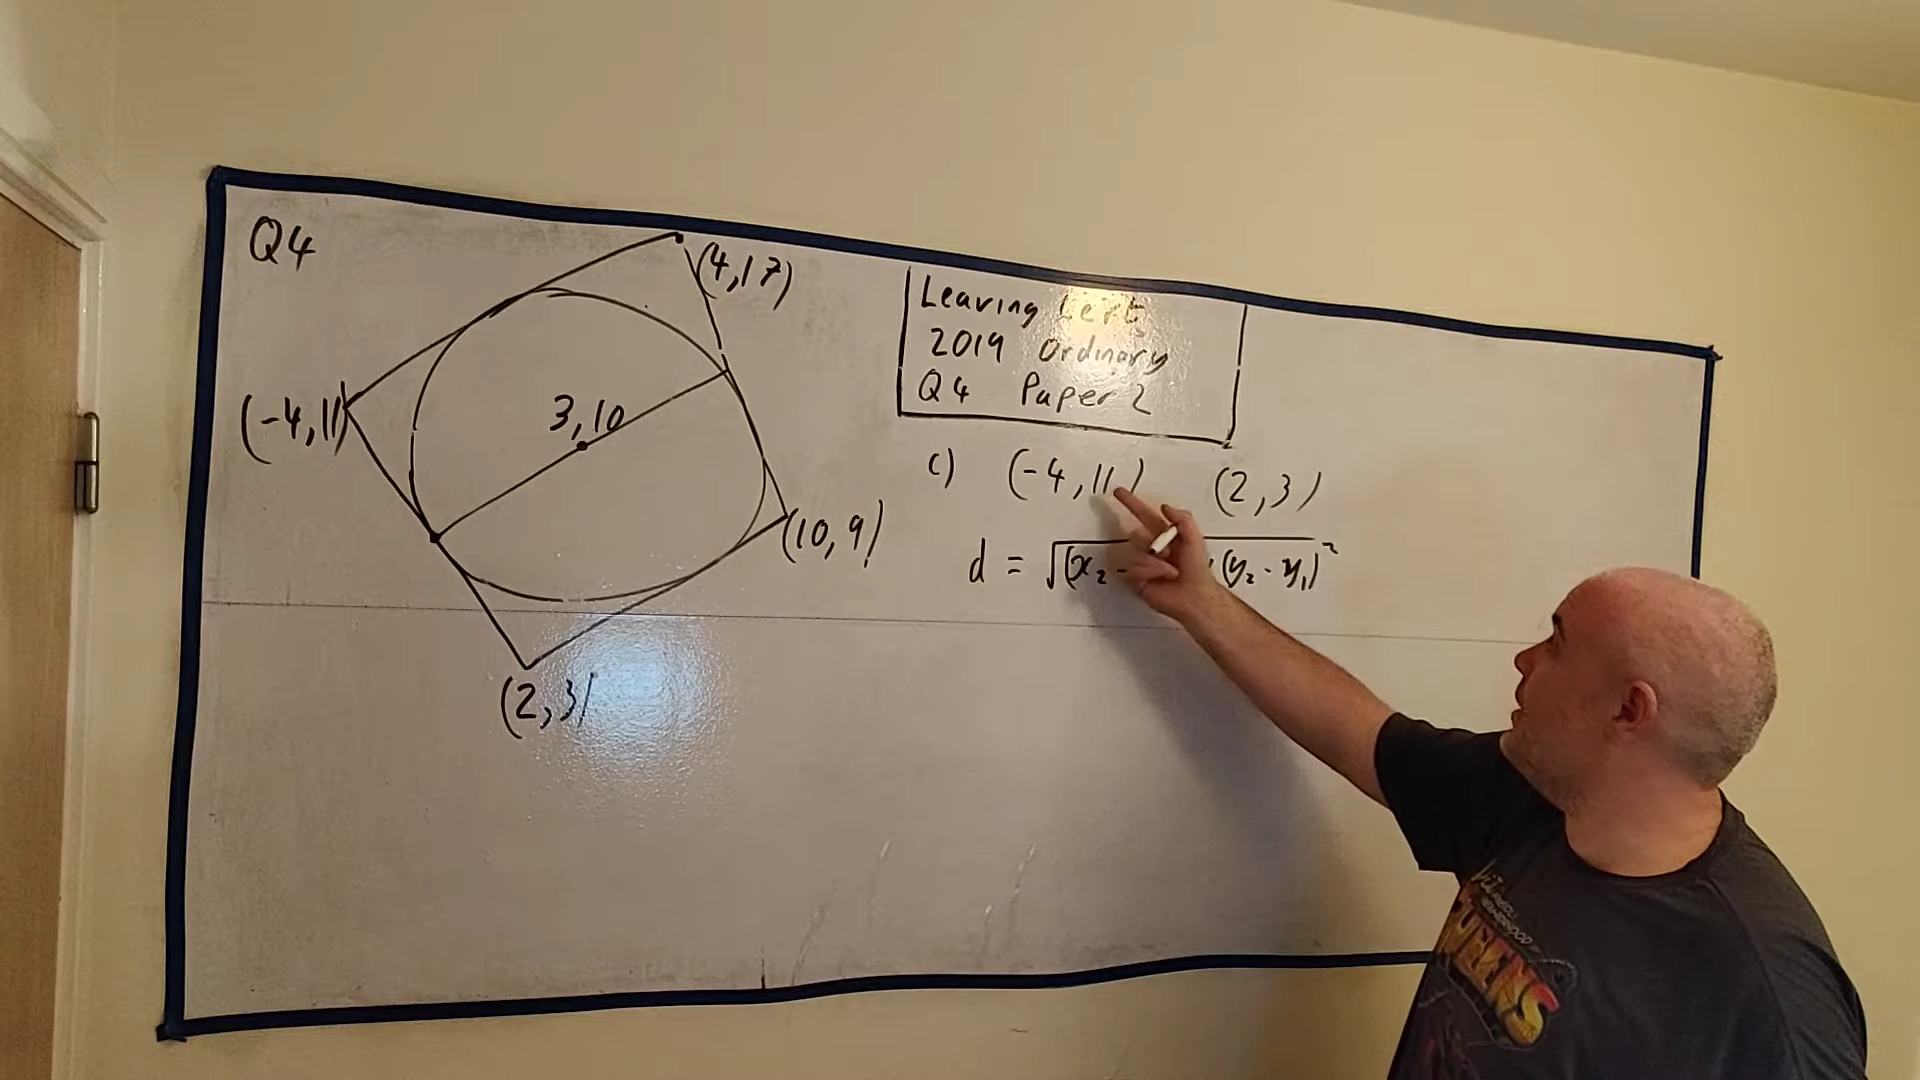 Q4
(4,17)
(-4,11)
3,10
(10,9)
(2,3)
Leaving Cert
2019 Ordinary
Q4 Paper 2
c) (-4,11) (2,3)
d = √(x₂ - (y₂ - y₁)²